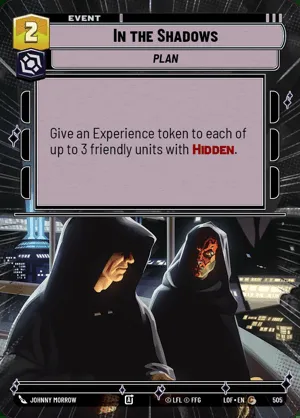 2
EVENT
IN THE SHADOWS
PLAN
Give an Experience token to each of
up to 3 friendly units with HIDDEN.
JOHNNY MORROW
© LFL © FFG
LOF • EN
505